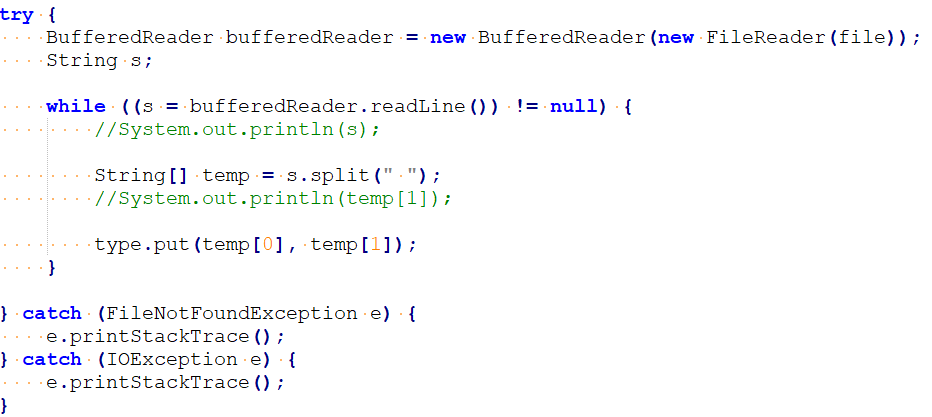 try {
    BufferedReader bufferedReader = new BufferedReader(new FileReader(file));
    String s;

    while ((s = bufferedReader.readLine()) != null) {
        //System.out.println(s);

        String[] temp = s.split(" ");
        //System.out.println(temp[1]);

        type.put(temp[0], temp[1]);
    }

} catch (FileNotFoundException e) {
    e.printStackTrace();
} catch (IOException e) {
    e.printStackTrace();
}